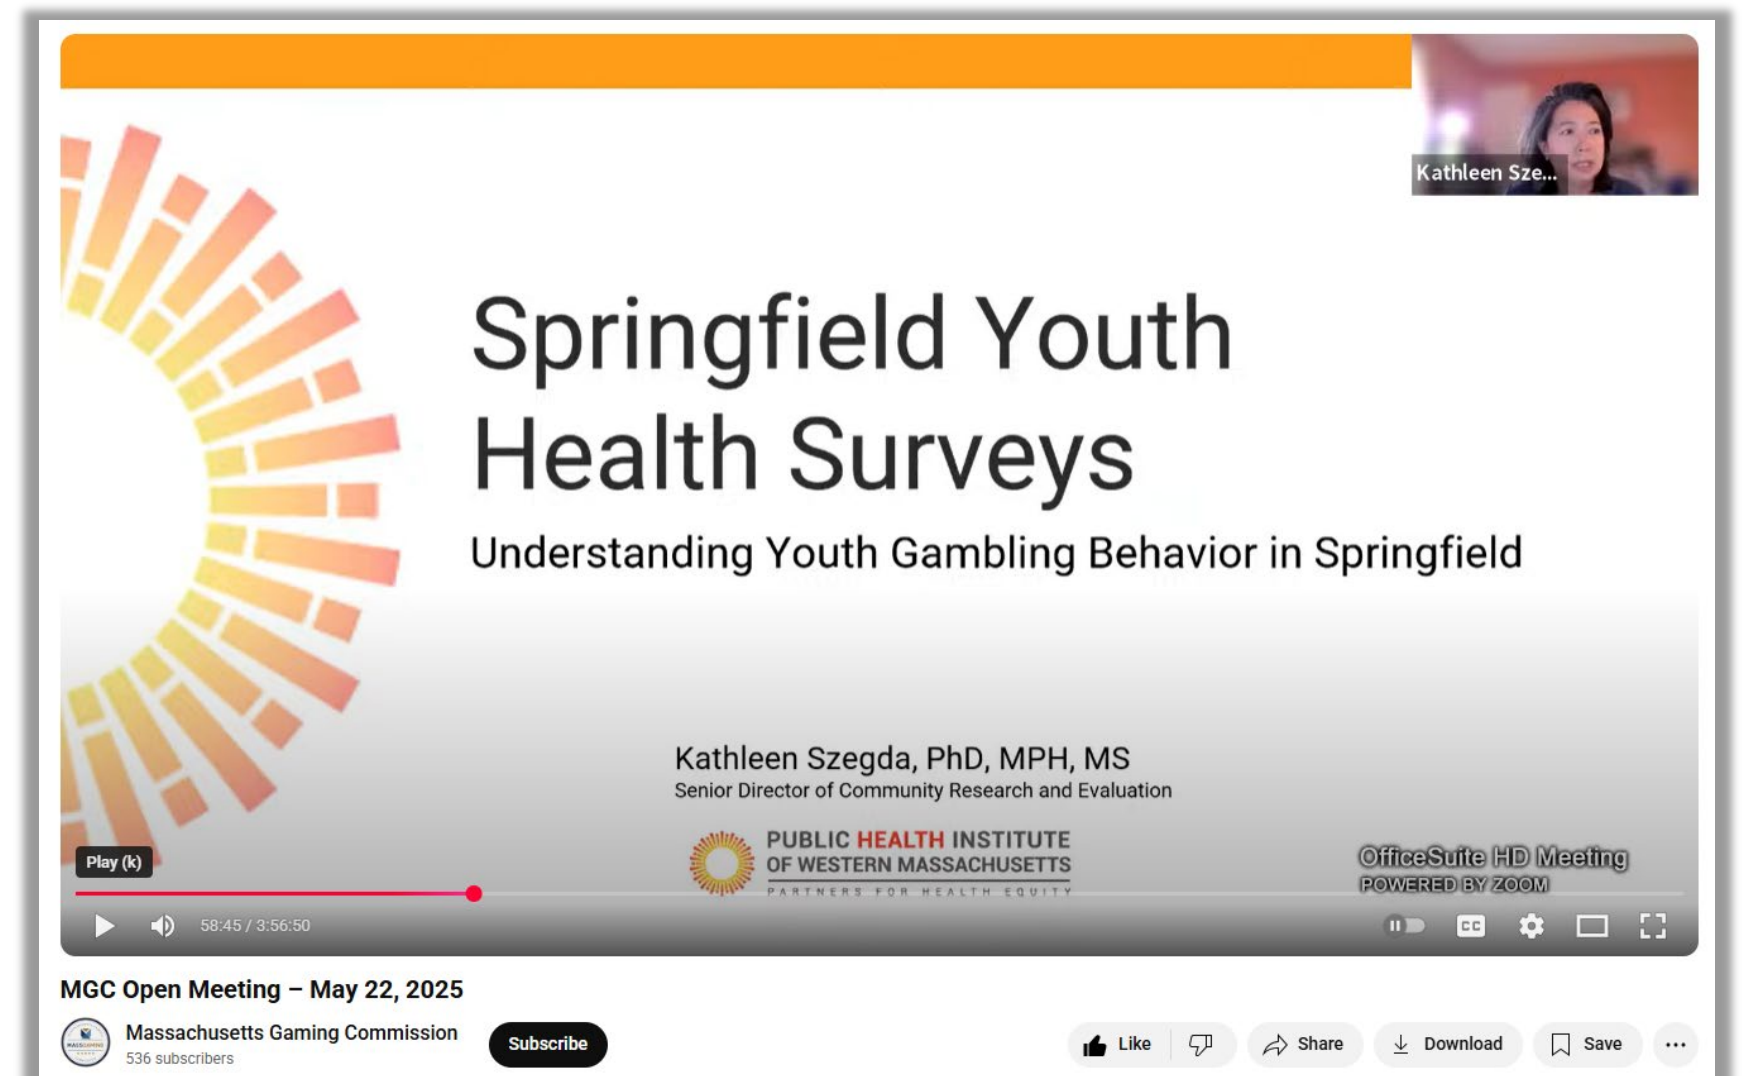 Kathleen Sze...
Springfield Youth
Health Surveys
Understanding Youth Gambling Behavior in Springfield
Kathleen Szegda, PhD, MPH, MS
Senior Director of Community Research and Evaluation
PUBLIC HEALTH INSTITUTE
OF WESTERN MASSACHUSETTS
PARTNERS FOR HEALTH EQUITY
OfficeSuite HD Meeting
POWERED BY ZOOM
Play (k)
58:45 / 3:56:50
CC
MGC Open Meeting – May 22, 2025
Massachusetts Gaming Commission
536 subscribers
Subscribe
Like
Share
Download
Save